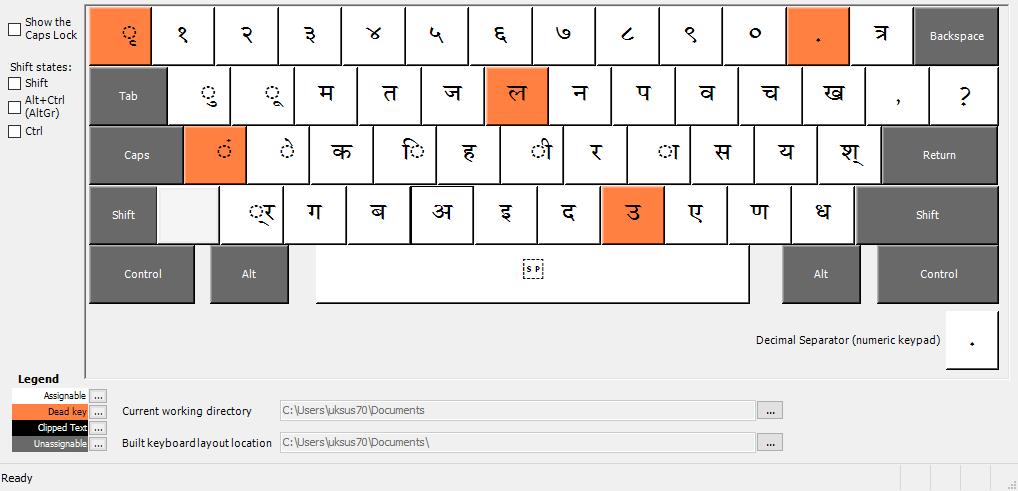 Show the
Caps Lock
Shift states:
Shift
Alt+Ctrl
(AltGr)
Ctrl
ृ १ २ ३ ४ ५ ६ ७ ८ ९ ० . त्र Backspace
Tab ु ू म त ज ल न प व च ख , ?
Caps ं े क ि ह ी र ा स य श् Return
Shift ्र ग ब अ इ द उ ए ण ध Shift
Control Alt SP Alt Control
Decimal Separator (numeric keypad) .
Legend
Assignable ...
Dead key ...
Clipped Text ...
Unassignable ...
Current working directory C:\Users\uksus70\Documents ...
Built keyboard layout location C:\Users\uksus70\Documents\ ...
Ready